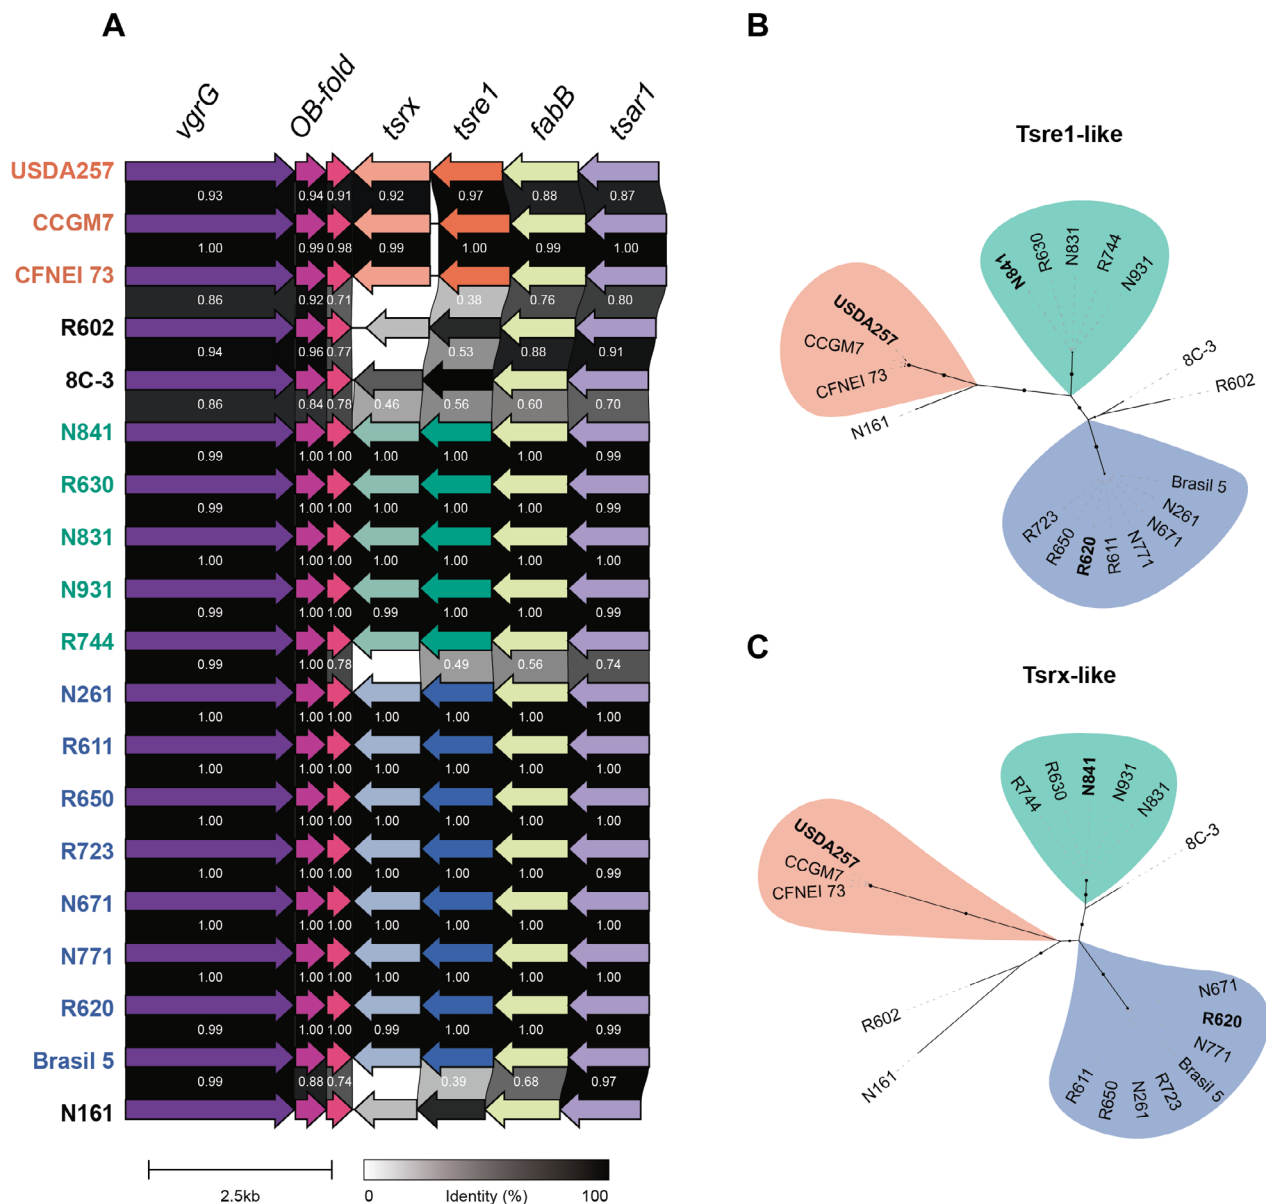 A
vgrG
OB-fold
tsrx
tsre1
fabB
tsar1
USDA257
0.93 0.94 0.91 0.92 0.97 0.88 0.87
CCGM7
1.00 0.99 0.98 0.99 1.00 0.99 1.00
CFNEI 73
0.86 0.92 0.71 0.38 0.76 0.80
R602
0.94 0.96 0.77 0.53 0.88 0.91
8C-3
0.86 0.84 0.78 0.46 0.56 0.60 0.70
N841
0.99 1.00 1.00 1.00 1.00 1.00 0.99
R630
0.99 1.00 1.00 1.00 1.00 1.00 0.99
N831
1.00 1.00 1.00 1.00 1.00 1.00 1.00
N931
0.99 1.00 1.00 0.99 1.00 1.00 0.99
R744
0.99 1.00 0.78 0.49 0.56 0.74
N261
1.00 1.00 1.00 1.00 1.00 1.00 1.00
R611
1.00 1.00 1.00 1.00 1.00 1.00 1.00
R650
1.00 1.00 1.00 1.00 1.00 1.00 1.00
R723
1.00 1.00 1.00 1.00 1.00 1.00 0.99
N671
1.00 1.00 1.00 1.00 1.00 1.00 1.00
N771
1.00 1.00 1.00 1.00 1.00 1.00 1.00
R620
0.99 1.00 1.00 0.99 1.00 1.00 0.99
Brasil 5
0.99 0.88 0.74 0.39 0.68 0.97
N161
2.5kb
0 Identity (%) 100
B
Tsre1-like
N841
R630
N831
R744
N931
USDA257
CCGM7
CFNEI 73
N161
8C-3
R602
Brasil 5
N261
N671
N771
R611
R620
R650
R723
C
Tsrx-like
R744
R630
N841
N931
N831
8C-3
USDA257
CCGM7
CFNEI 73
R602
N161
N671
R620
N771
Brasil 5
R723
N261
R650
R611